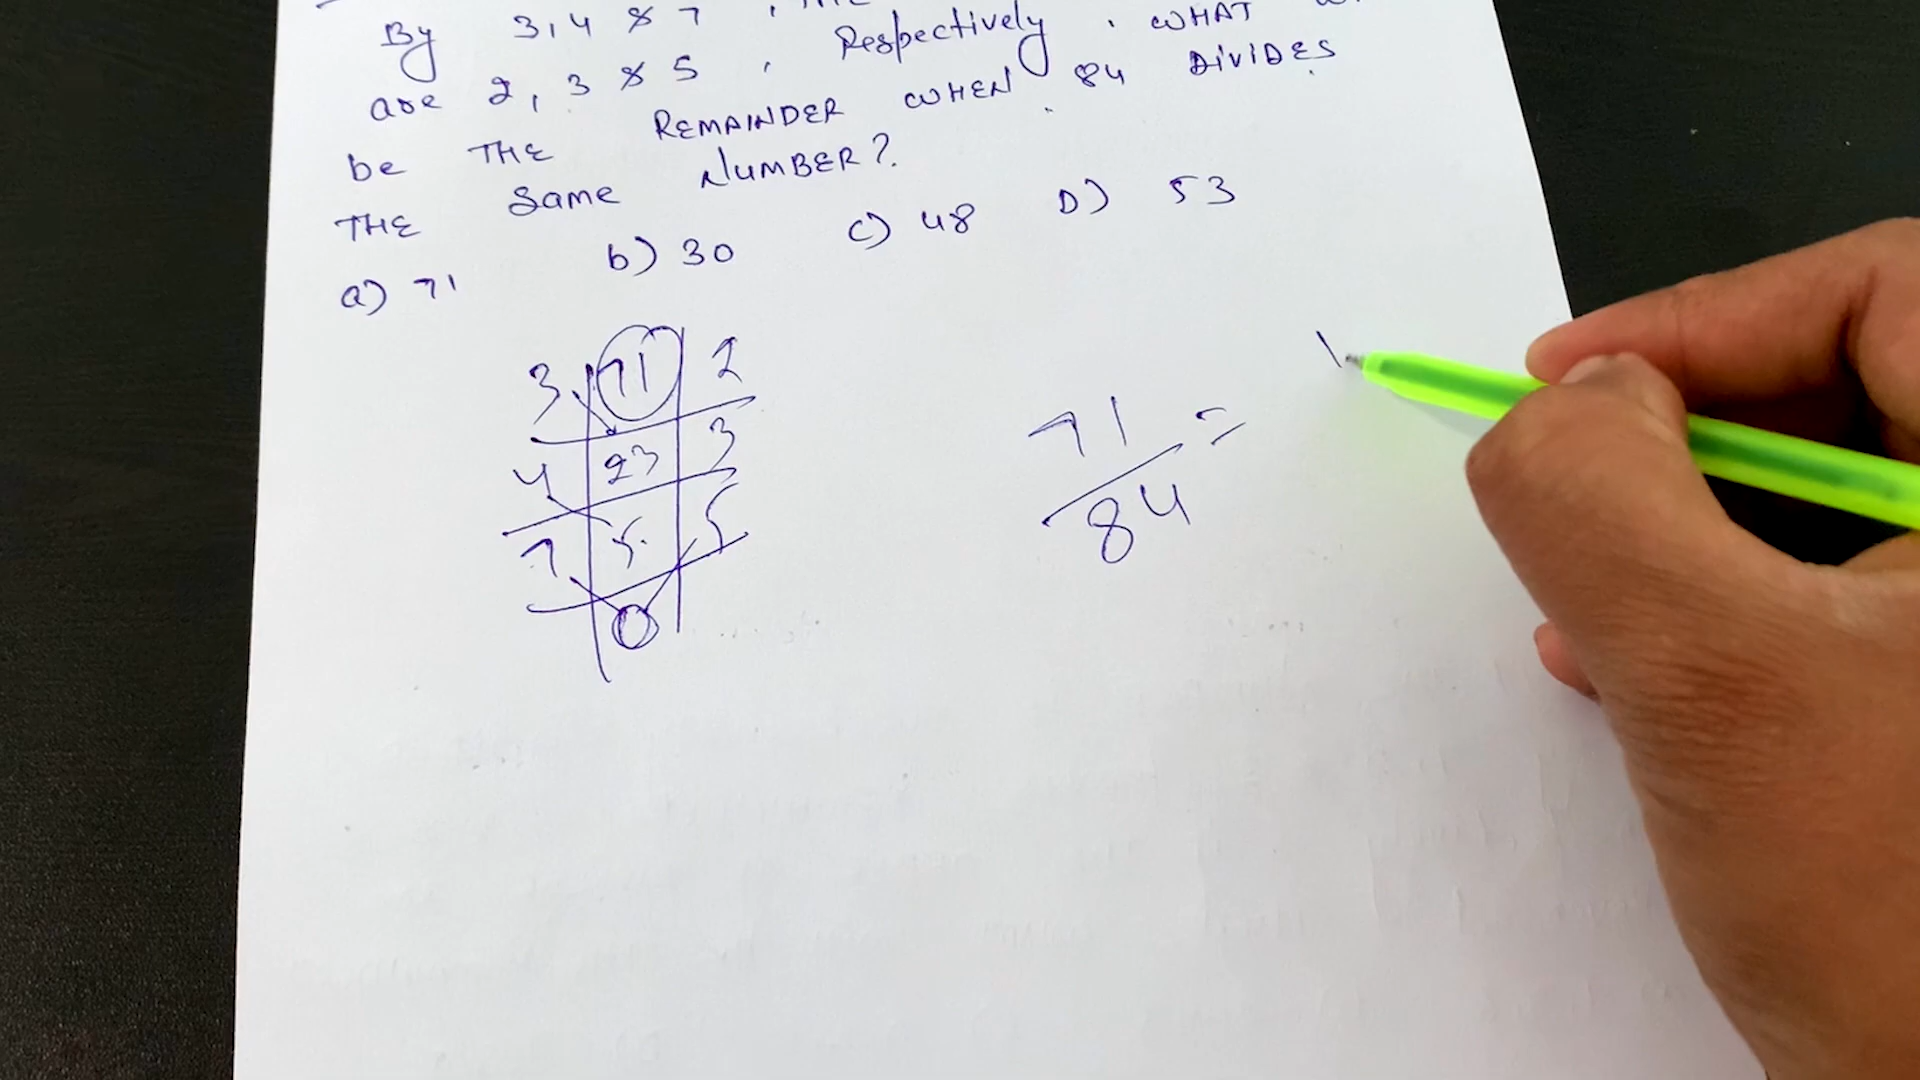 By 3,4 & 7,
are 2, 3 & 5, Respectively. WHAT
be THE REMAINDER WHEN 84 DIVIDES
THE Same NUMBER?
a) 71 b) 30 c) 48 D) 53
3 71 2
4 23 3
7 5 5
0
71 =
84